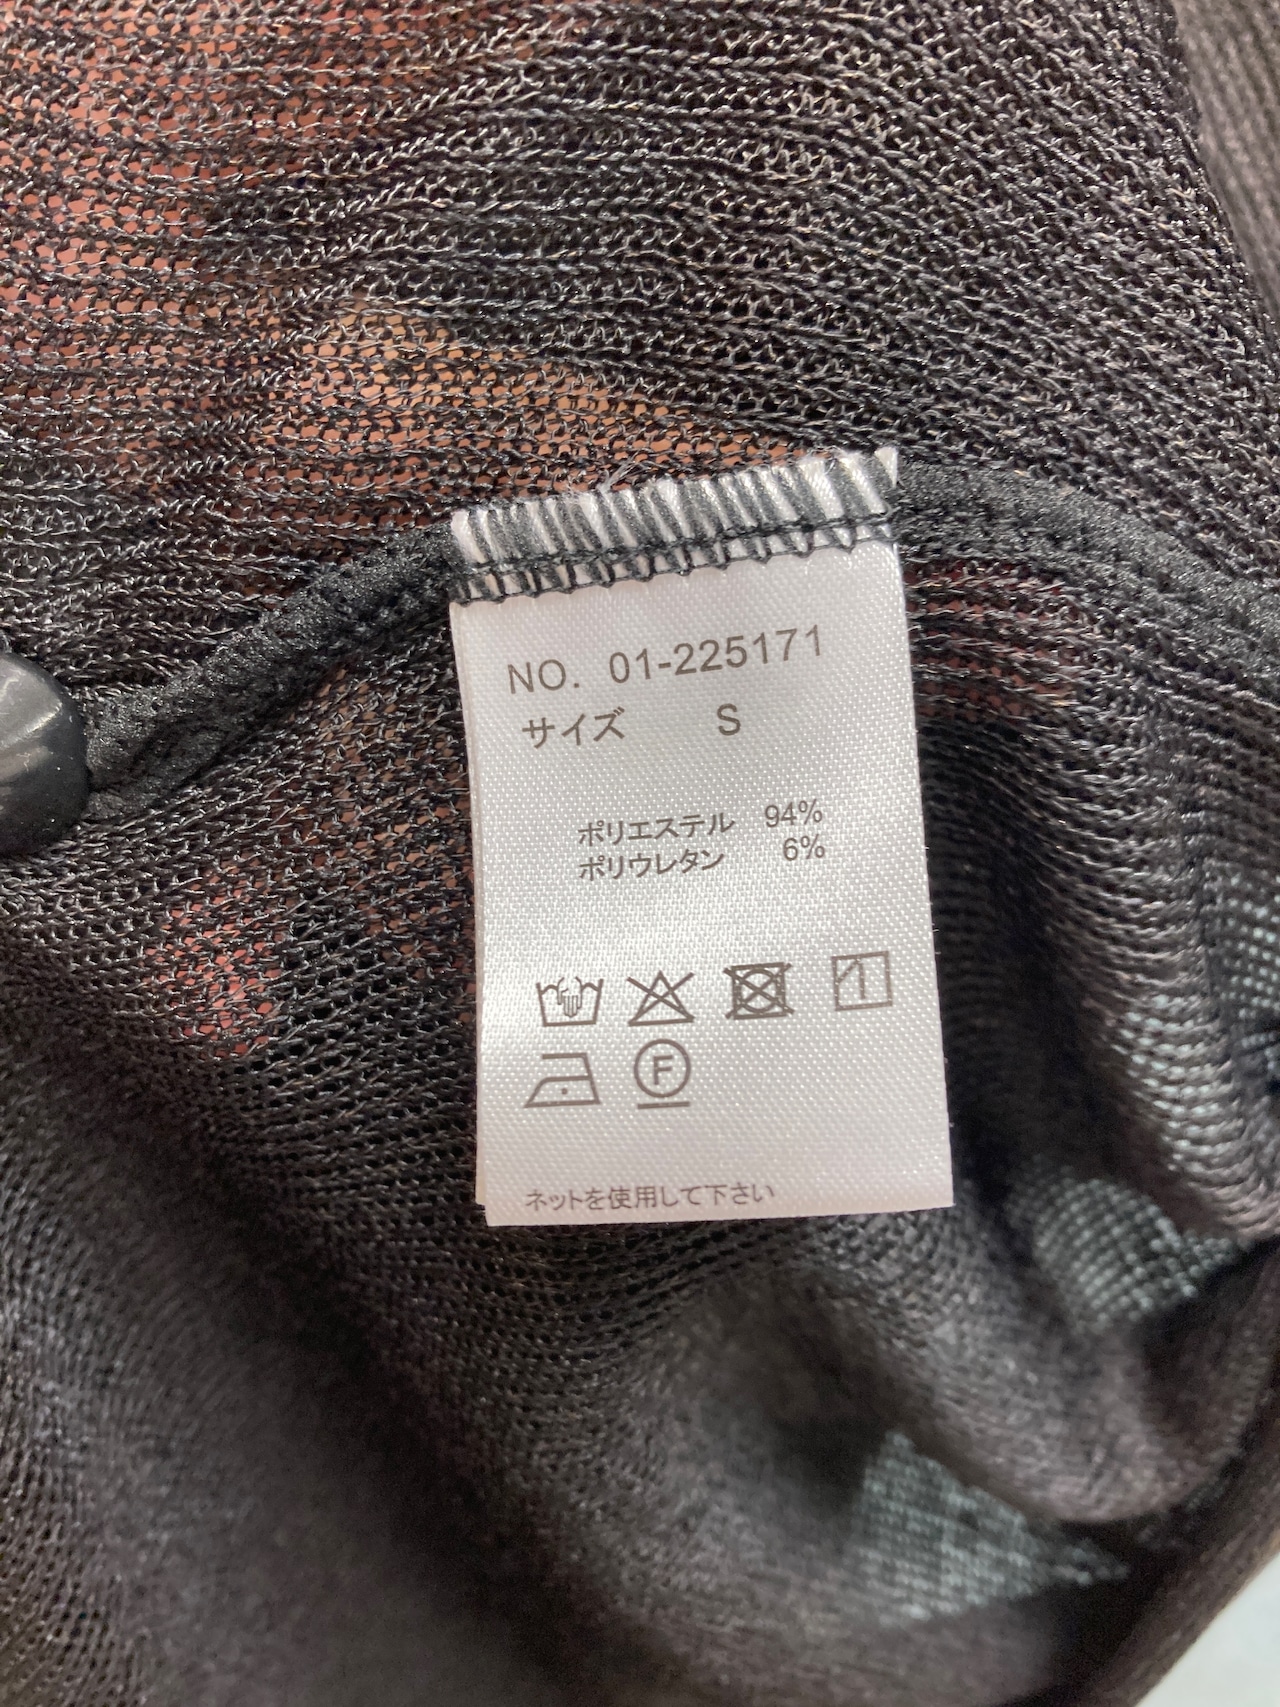 NO. 01-225171
サイズ S
ポリエステル 94%
ポリウレタン 6%
F
ネットを使用して下さい